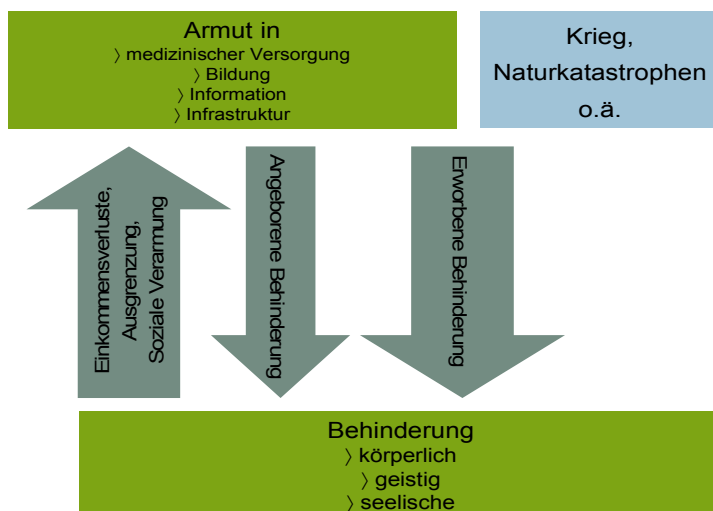 Armut in
〉medizinischer Versorgung
〉Bildung
〉Information
〉Infrastruktur
Krieg,
Naturkatastrophen
o.ä.
Einkommensverluste,
Ausgrenzung,
Soziale Verarmung
Angeborene Behinderung
Erworbene Behinderung
Behinderung
〉körperlich
〉geistig
〉seelische